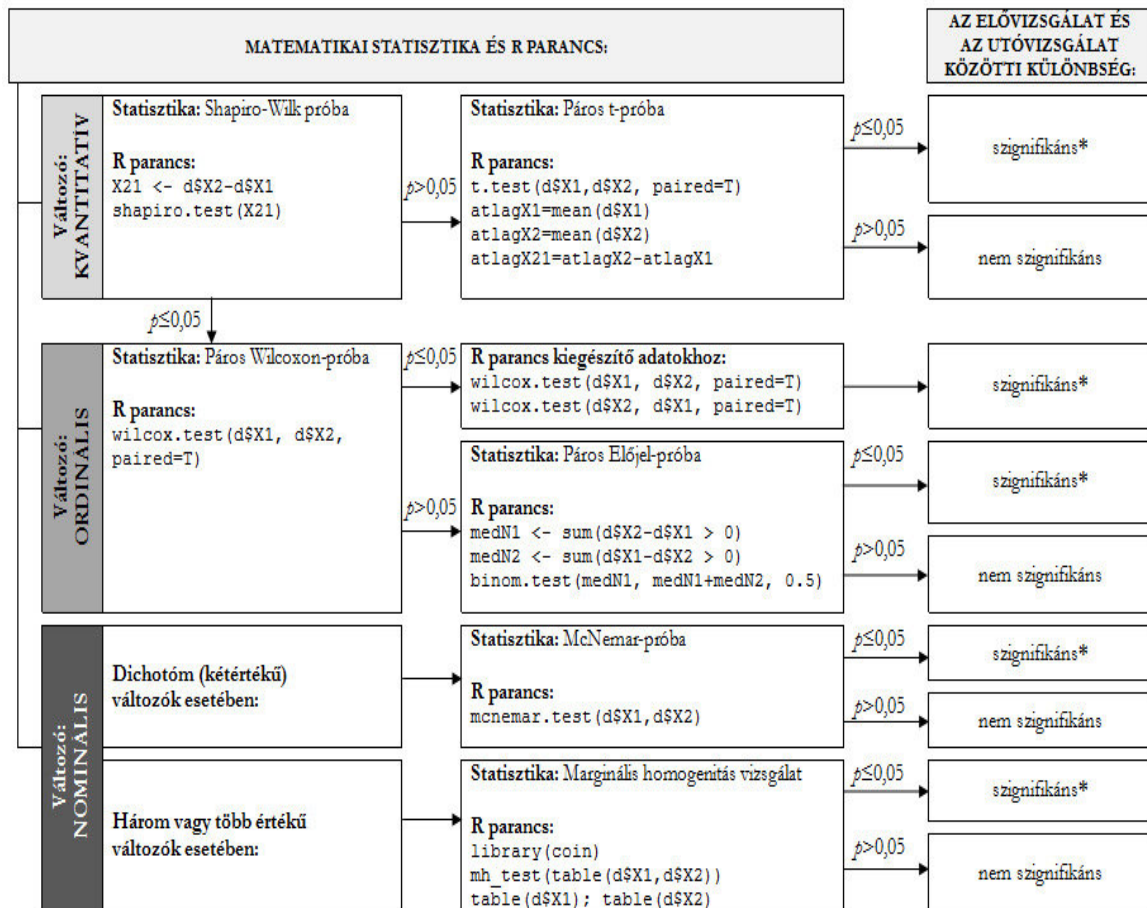 MATEMATIKAI STATISZTIKA ÉS R PARANCS:
AZ ELŐVIZSGÁLAT ÉS
AZ UTÓVIZSGÁLAT
KÖZÖTTI KÜLÖNBSÉG:
Változó:
KVANTITATÍV
Statisztika: Shapiro-Wilk próba
R parancs:
X21 <- d$X2-d$X1
shapiro.test(X21)
p>0,05
Statisztika: Páros t-próba
R parancs:
t.test(d$X1,d$X2, paired=T)
atlagX1=mean(d$X1)
atlagX2=mean(d$X2)
atlagX21=atlagX2-atlagX1
p≤0,05
szignifikáns*
p>0,05
nem szignifikáns
p≤0,05
Változó:
ORDINÁLIS
Statisztika: Páros Wilcoxon-próba
R parancs:
wilcox.test(d$X1, d$X2,
paired=T)
p≤0,05
R parancs kiegészítő adatokhoz:
wilcox.test(d$X1, d$X2, paired=T)
wilcox.test(d$X2, d$X1, paired=T)
szignifikáns*
p>0,05
Statisztika: Páros Előjel-próba
R parancs:
medN1 <- sum(d$X2-d$X1 > 0)
medN2 <- sum(d$X1-d$X2 > 0)
binom.test(medN1, medN1+medN2, 0.5)
p≤0,05
szignifikáns*
p>0,05
nem szignifikáns
Változó:
NOMINÁLIS
Dichotóm (kétértékű)
változók esetében:
Statisztika: McNemar-próba
R parancs:
mcnemar.test(d$X1,d$X2)
p≤0,05
szignifikáns*
p>0,05
nem szignifikáns
Három vagy több értékű
változók esetében:
Statisztika: Marginális homogenitás vizsgálat
R parancs:
library(coin)
mh_test(table(d$X1,d$X2))
table(d$X1); table(d$X2)
p≤0,05
szignifikáns*
p>0,05
nem szignifikáns